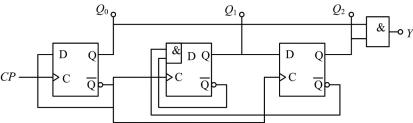 Q₀ Q₁ Q₂
& Y
D Q & D Q D Q
CP C Q̅ C Q̅ C Q̅